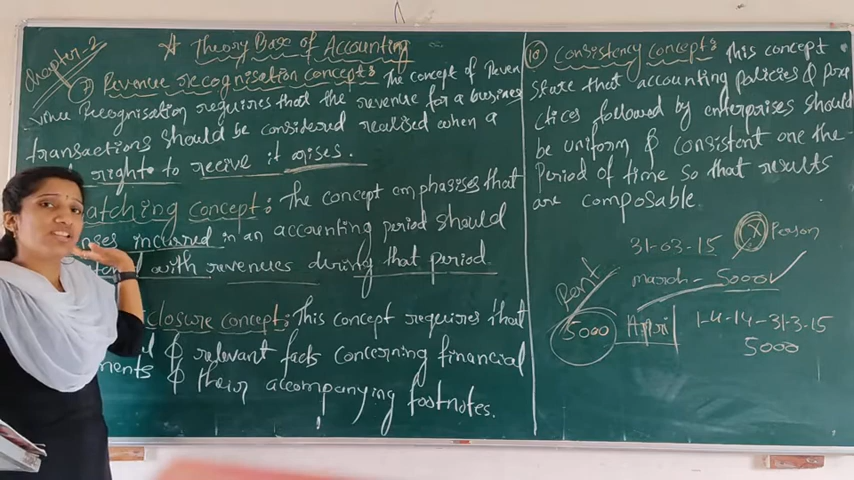 Chapter-2
* Theory Base of Accounting
7 Revenue recognisation concept: The concept of Reven
-vue Recognisation requires that the revenue for a business
transactions should be considered realised when a
right to recive it arises.
atching concept: The concept emphasises that
nses incurred in an accounting period should
with revenues during that period.
closure concept: This concept requires that
& relevant facts concerning financial
ments & their accompanying footnotes.
10 Consistency concept: This concept
state that accounting policies & pra
ctices followed by enterprises should
be uniform & consistent one the
Period of time so that results
are composable
31-03-15 X Person
march - 5000
Rent
5000 April 1-4-14-31-3-15
5000